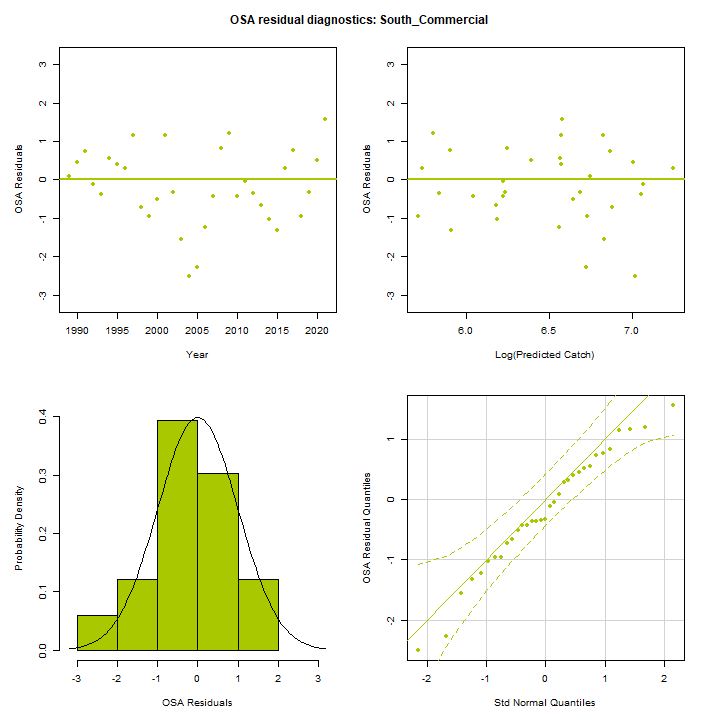 OSA residual diagnostics: South_Commercial
OSA Residuals
3
2
1
0
-1
-2
-3
1990 1995 2000 2005 2010 2015 2020
Year
OSA Residuals
3
2
1
0
-1
-2
-3
6.0 6.5 7.0
Log(Predicted Catch)
Probability Density
0.4
0.3
0.2
0.1
0.0
-3 -2 -1 0 1 2 3
OSA Residuals
OSA Residual Quantiles
1
0
-1
-2
-2 -1 0 1 2
Std Normal Quantiles